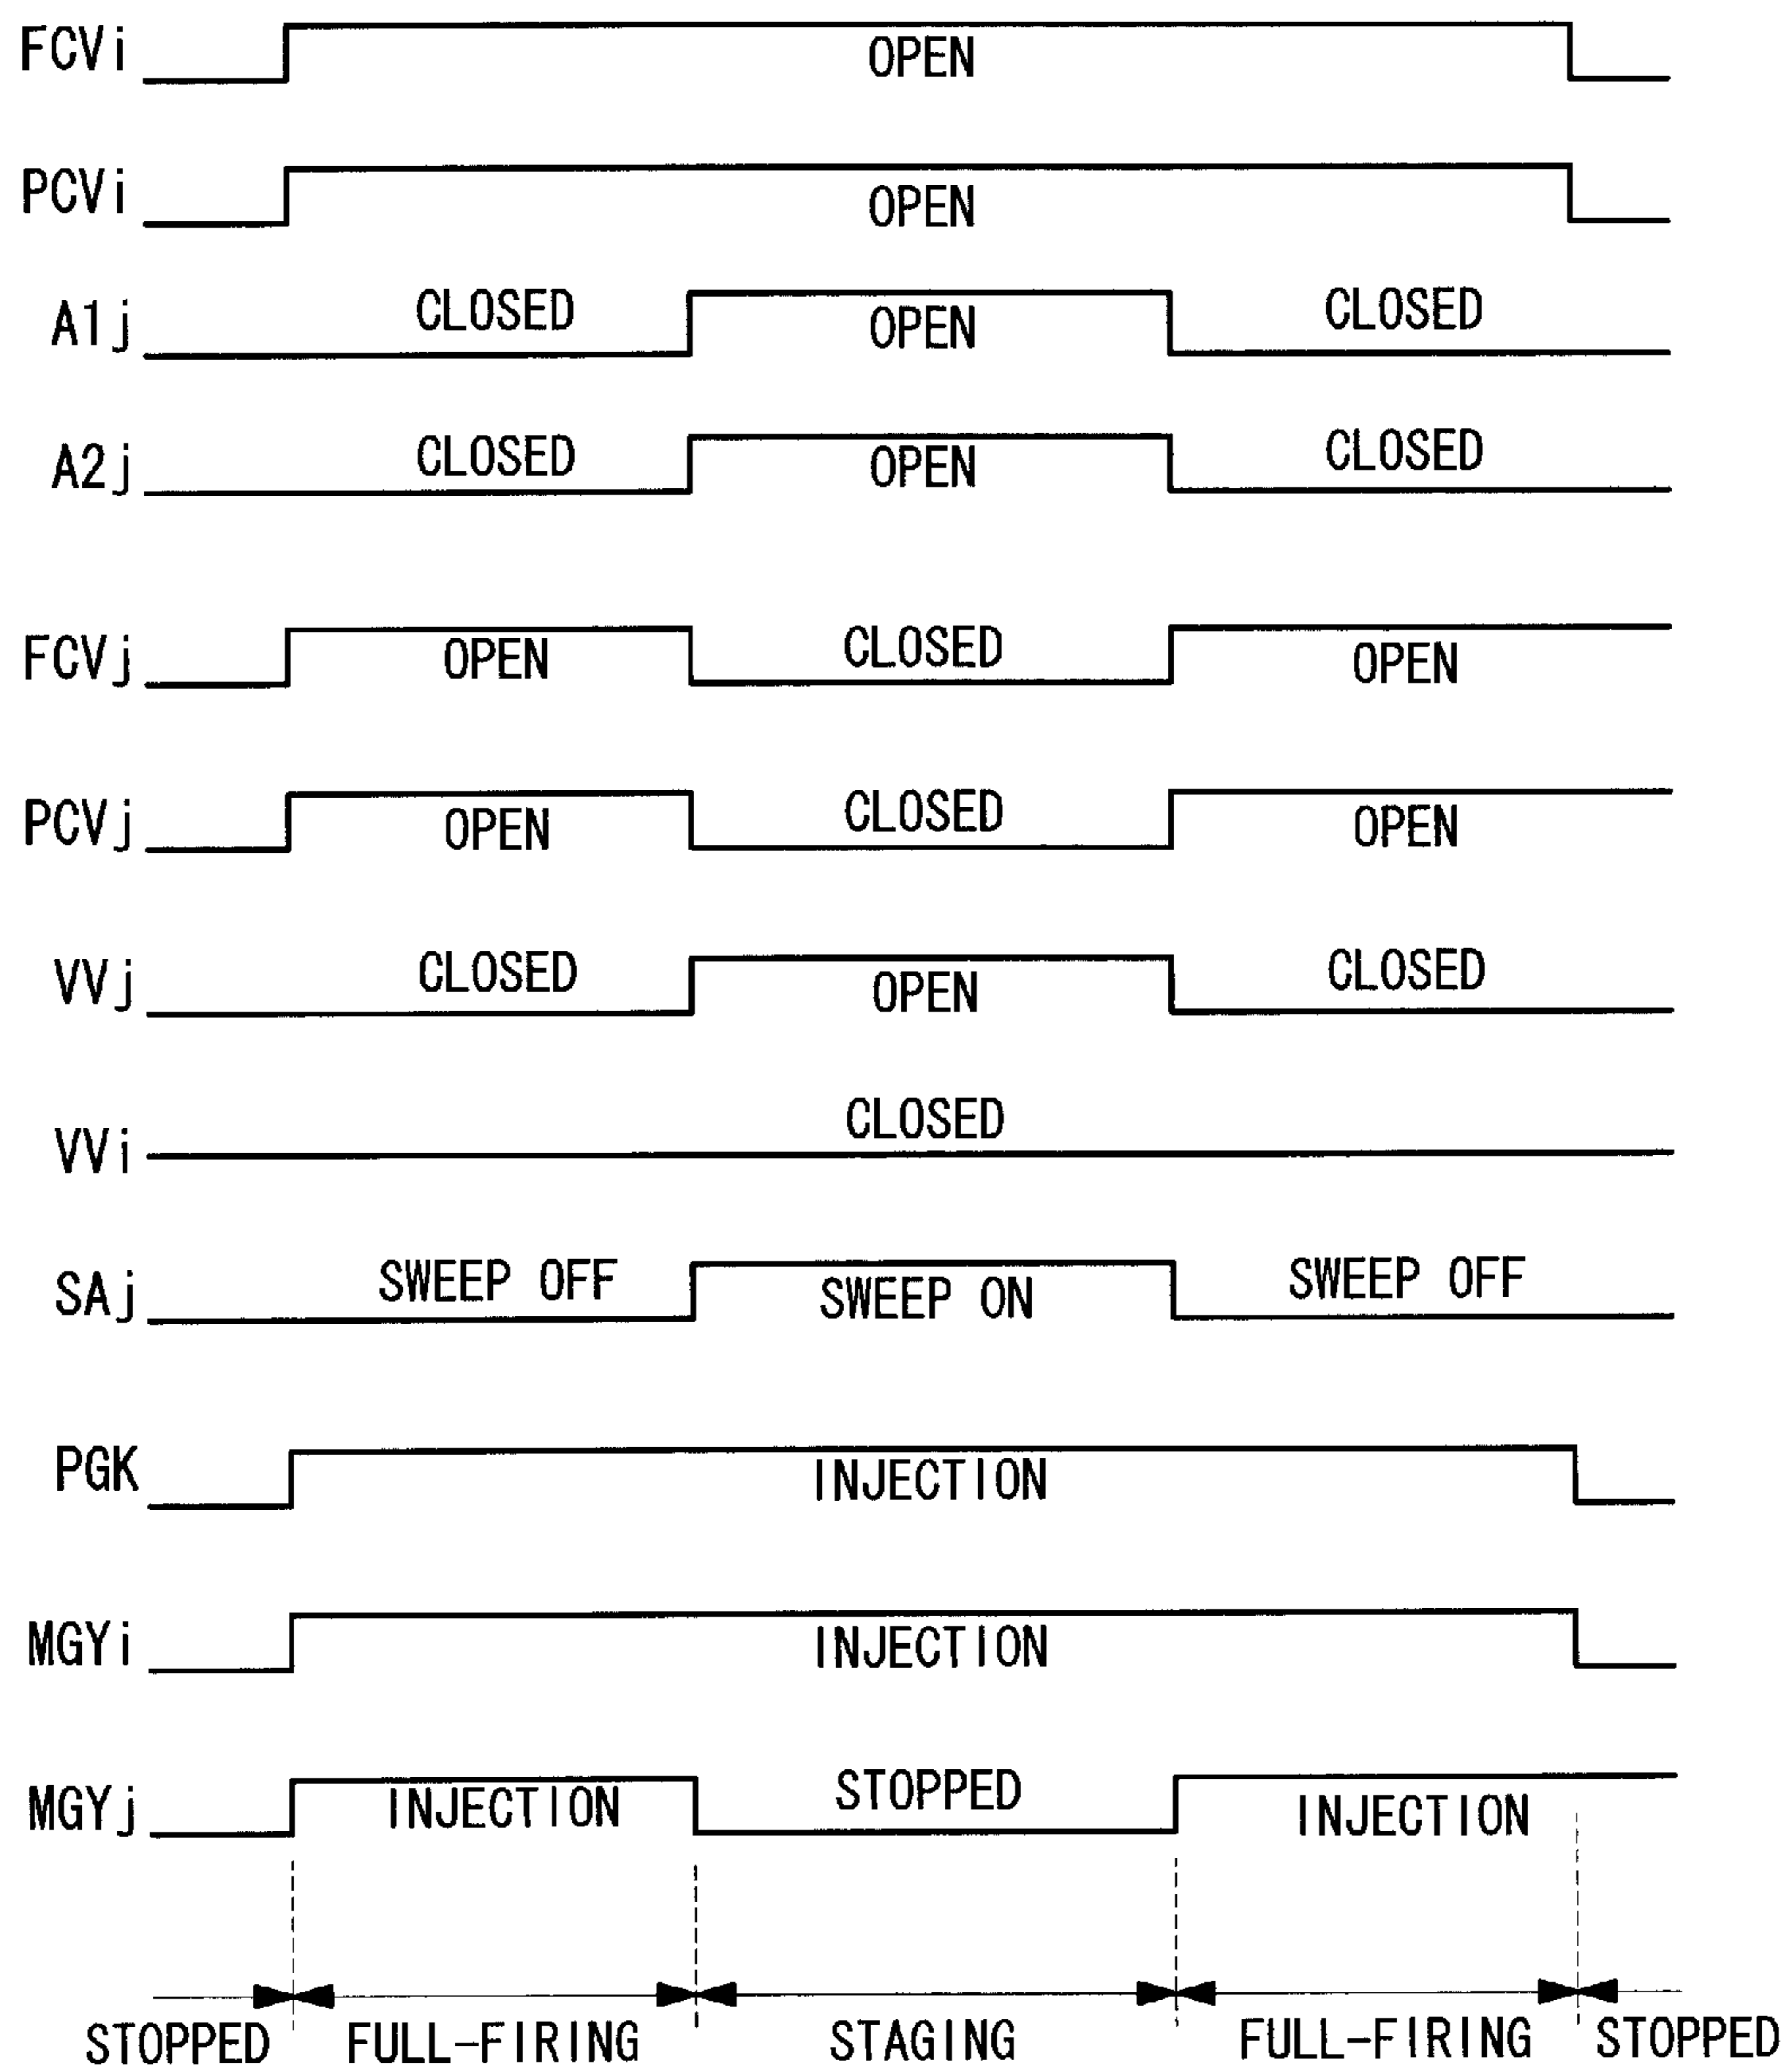 FCVi
OPEN
PCVi
OPEN
A1j CLOSED OPEN CLOSED
A2j CLOSED OPEN CLOSED
FCVj OPEN CLOSED OPEN
PCVj OPEN CLOSED OPEN
VVj CLOSED OPEN CLOSED
VVi CLOSED
SAj SWEEP OFF SWEEP ON SWEEP OFF
PGK INJECTION
MGYi INJECTION
MGYj INJECTION STOPPED INJECTION
STOPPED FULL-FIRING STAGING FULL-FIRING STOPPED